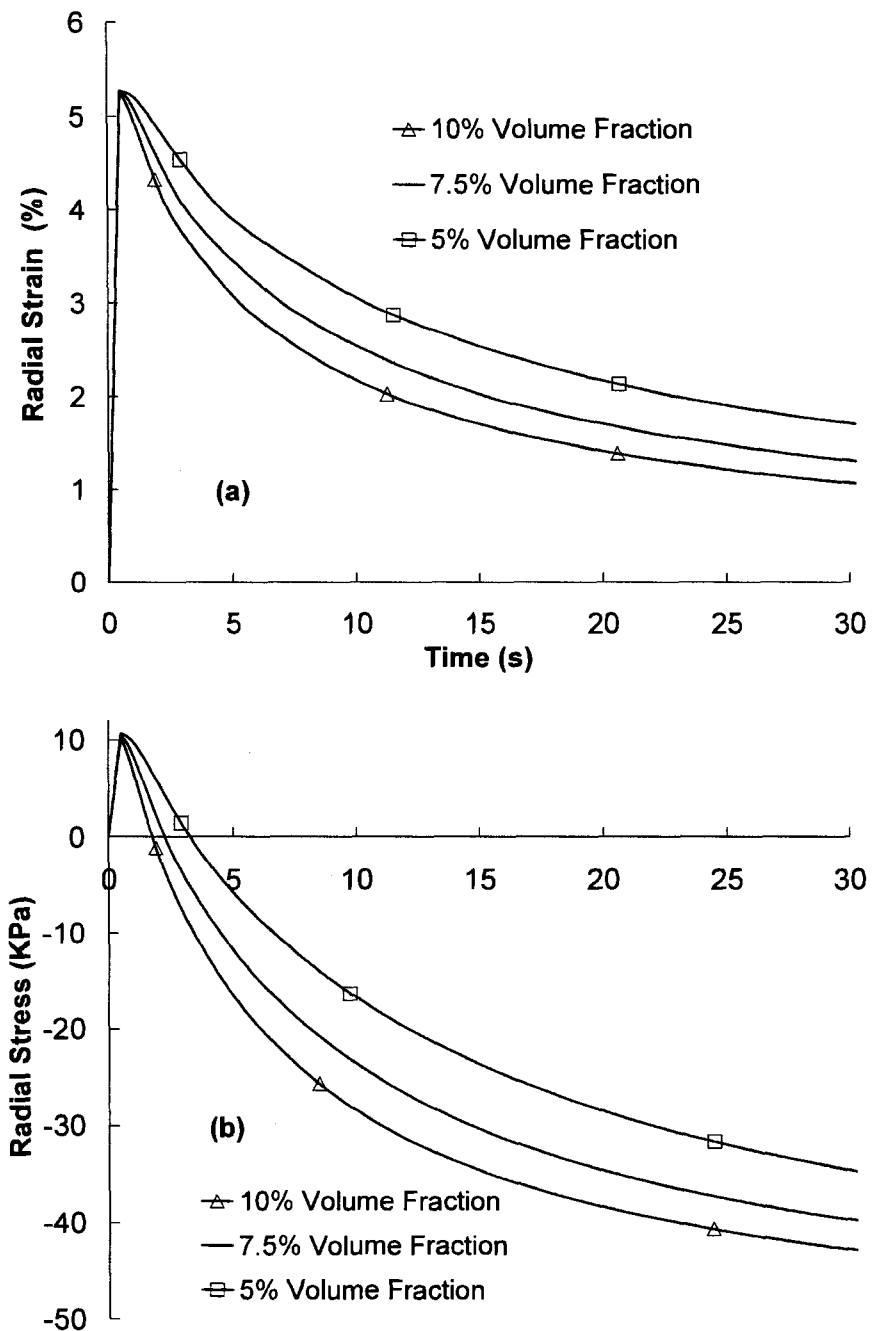 6
5
4
3
2
1
0
Radial Strain (%)
10% Volume Fraction
7.5% Volume Fraction
5% Volume Fraction
(a)
0 5 10 15 20 25 30
Time (s)
10
0
-10
-20
-30
-40
-50
Radial Stress (KPa)
0 5 10 15 20 25 30
(b)
10% Volume Fraction
7.5% Volume Fraction
5% Volume Fraction